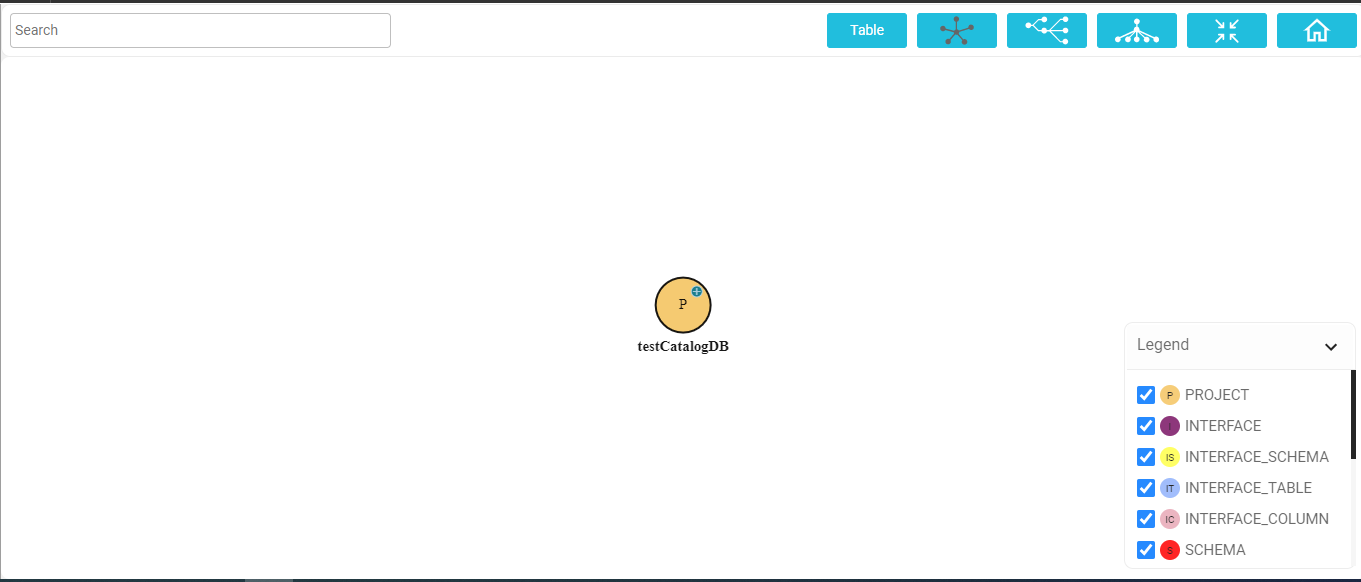 Search
Table
P
testCatalogDB
Legend
P PROJECT
I INTERFACE
IS INTERFACE_SCHEMA
IT INTERFACE_TABLE
IC INTERFACE_COLUMN
S SCHEMA